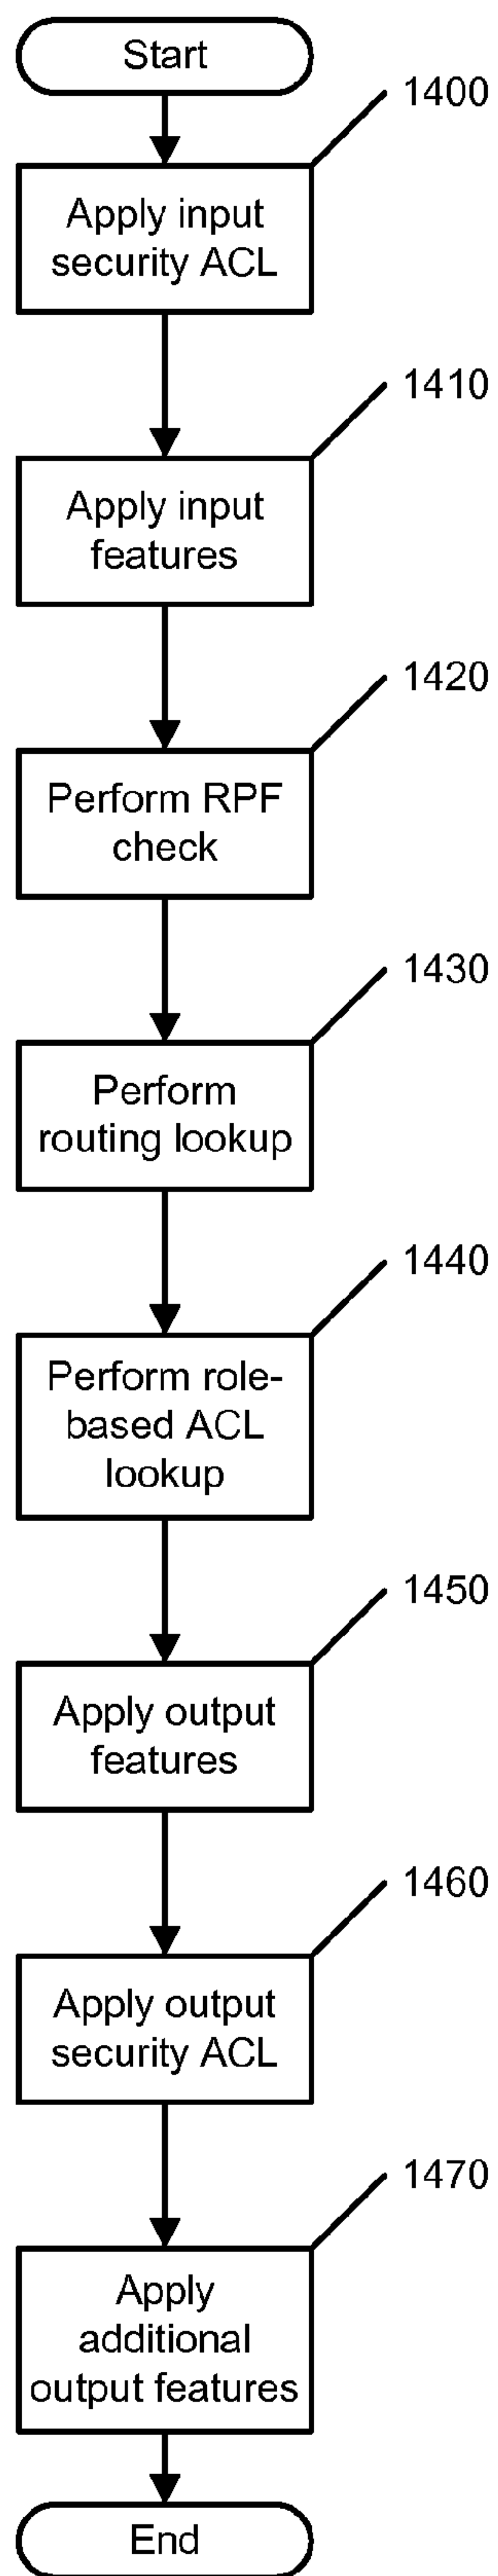 Start
1400
Apply input
security ACL
1410
Apply input
features
1420
Perform RPF
check
1430
Perform
routing lookup
1440
Perform role-
based ACL
lookup
1450
Apply output
features
1460
Apply output
security ACL
1470
Apply
additional
output features
End